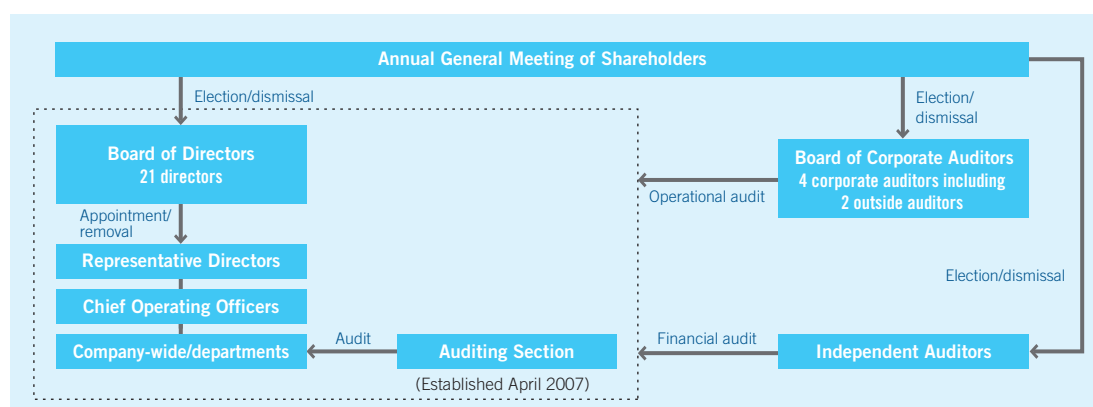 Annual General Meeting of Shareholders
Election/dismissal
Election/
dismissal
Board of Directors
21 directors
Board of Corporate Auditors
4 corporate auditors including
2 outside auditors
Operational audit
Appointment/
removal
Representative Directors
Election/dismissal
Chief Operating Officers
Company-wide/departments
Audit
Auditing Section
(Established April 2007)
Financial audit
Independent Auditors